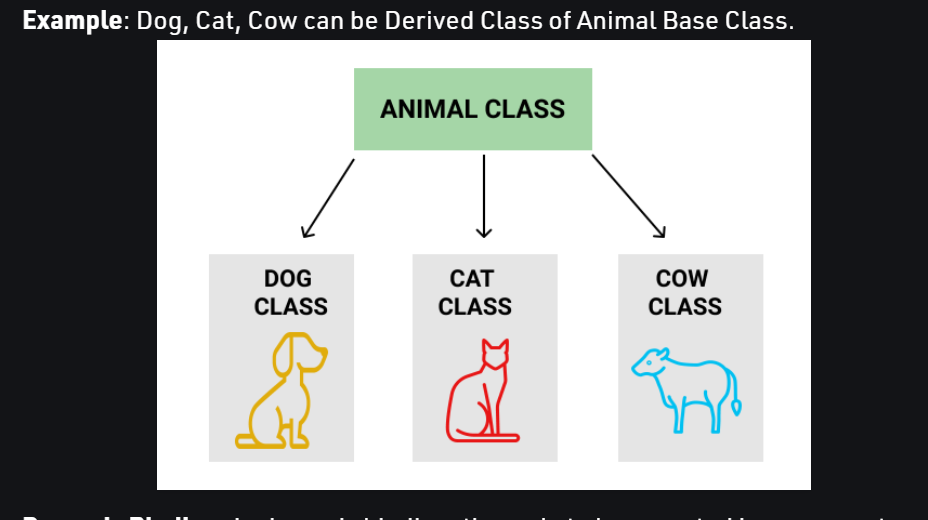 Example: Dog, Cat, Cow can be Derived Class of Animal Base Class.
ANIMAL CLASS
DOG
CLASS
CAT
CLASS
COW
CLASS